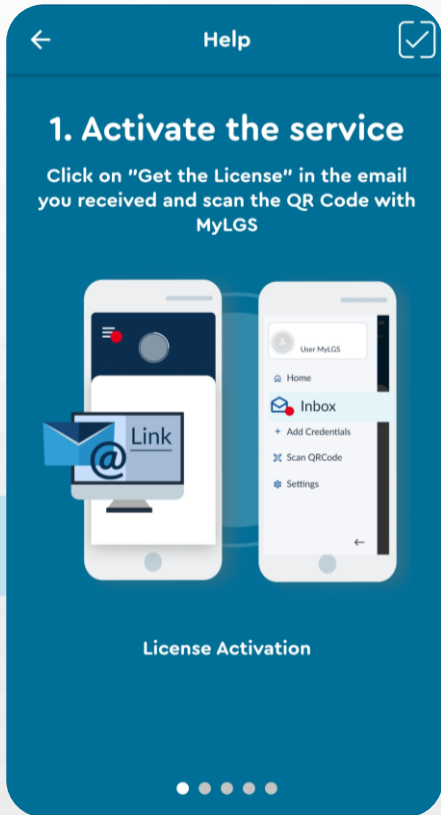 Help
1. Activate the service
Click on "Get the License" in the email
you received and scan the QR Code with
MyLGS
@ Link
A
User MyLGS
Home
Inbox
+ Add Credentials
Scan QRCode
Settings
License Activation